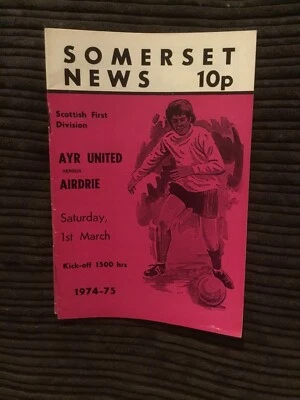 SOMERSET
NEWS 10p
Scottish First
Division
AYR UNITED
versus
AIRDRIE
Saturday,
1st March
Kick-off 1500 hrs
1974-75